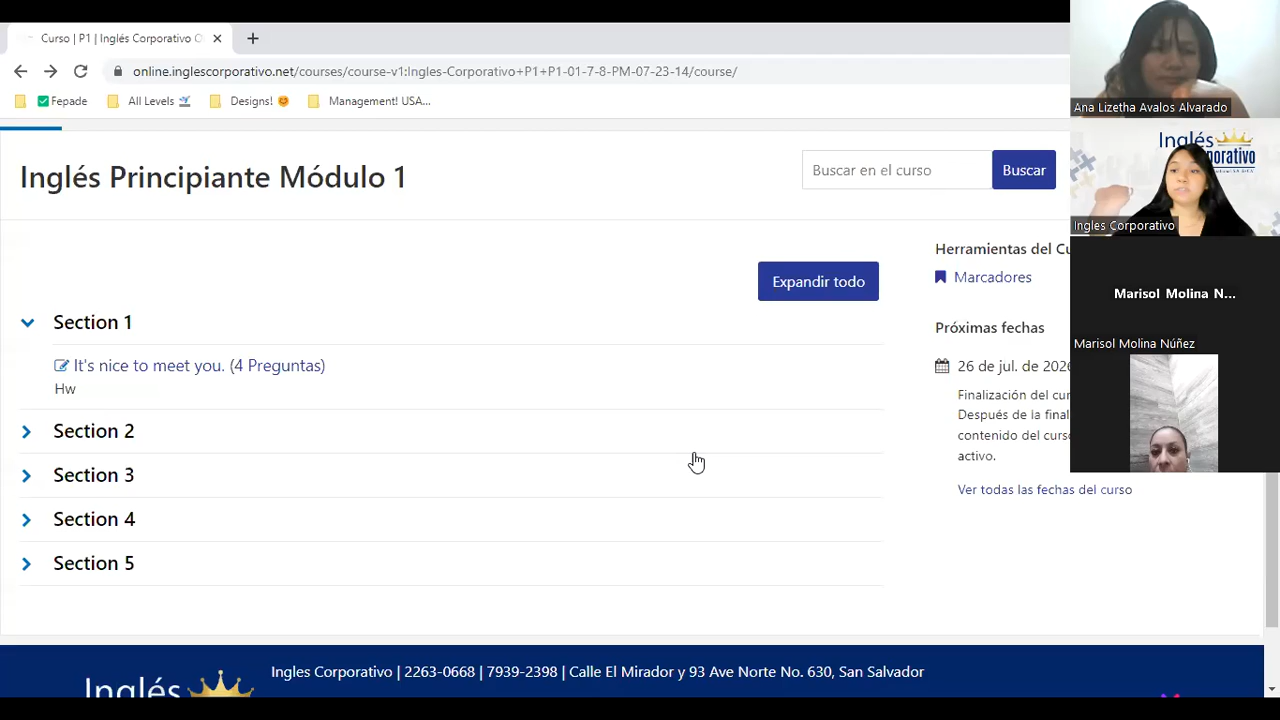 Curso | P1 | Inglés Corporativo O
online.inglescorporativo.net/courses/course-v1:Ingles-Corporativo+P1+P1-01-7-8-PM-07-23-14/course/
Fepade
All Levels
Designs!
Management! USA...
Inglés Principiante Módulo 1
Buscar en el curso
Buscar
Expandir todo
Section 1
It's nice to meet you. (4 Preguntas)
Hw
Section 2
Section 3
Section 4
Section 5
Herramientas del Cu
Marcadores
Próximas fechas
26 de jul. de 2026
Finalización del cur
Después de la final
contenido del curso
activo.
Ver todas las fechas del curso
Ana Lizetha Avalos Alvarado
Inglés
porativo
Ingles Corporativo
Marisol Molina N...
Marisol Molina Núñez
Inglés
Ingles Corporativo | 2263-0668 | 7939-2398 | Calle El Mirador y 93 Ave Norte No. 630, San Salvador